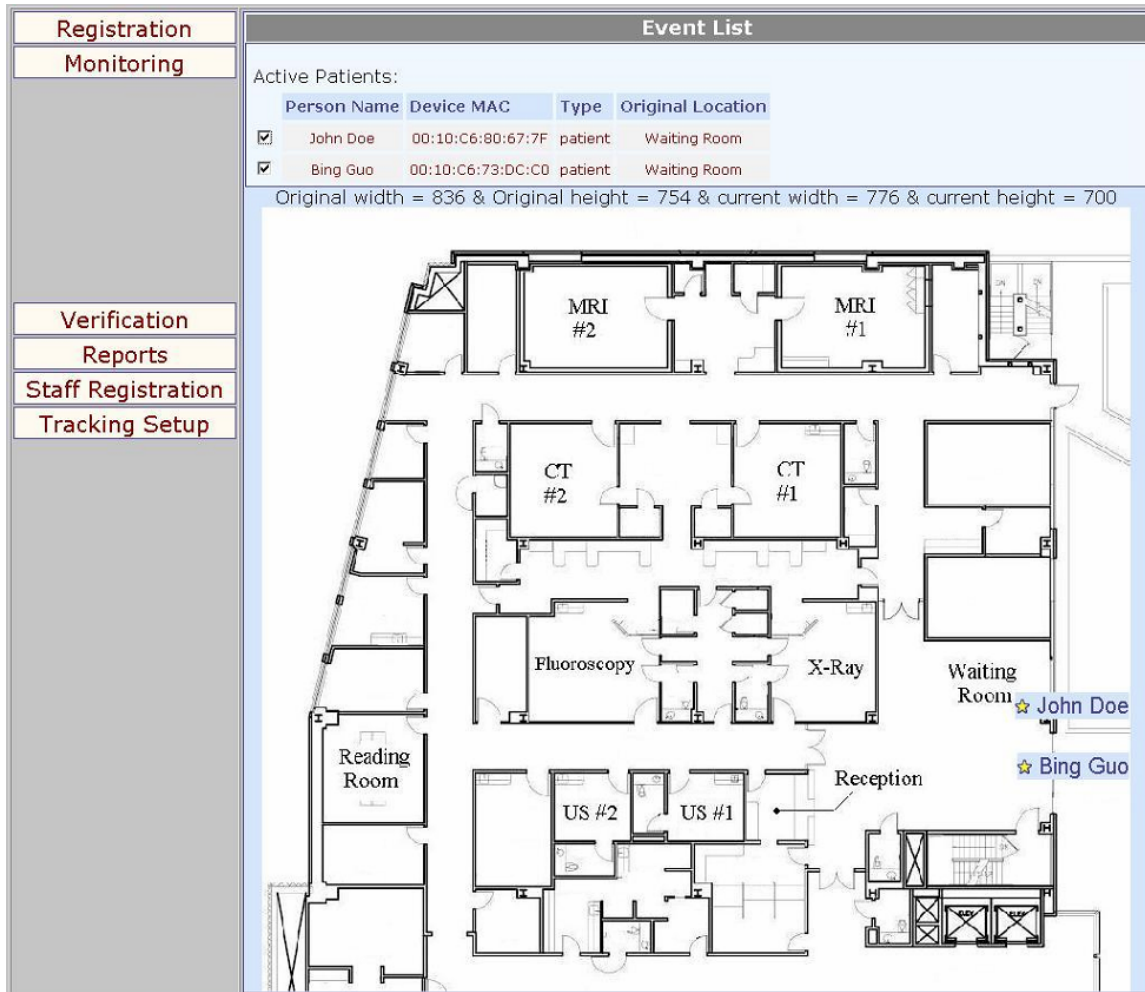 Registration
Monitoring
Verification
Reports
Staff Registration
Tracking Setup
Event List
Active Patients:
Person Name Device MAC Type Original Location
John Doe 00:10:C6:80:67:7F patient Waiting Room
Bing Guo 00:10:C6:73:DC:C0 patient Waiting Room
Original width = 836 & Original height = 754 & current width = 776 & current height = 700
MRI
#2
MRI
#1
CT
#2
CT
#1
Fluoroscopy
X-Ray
Waiting
Room
John Doe
Bing Guo
Reading
Room
Reception
US #2
US #1
ELEV
ELEV